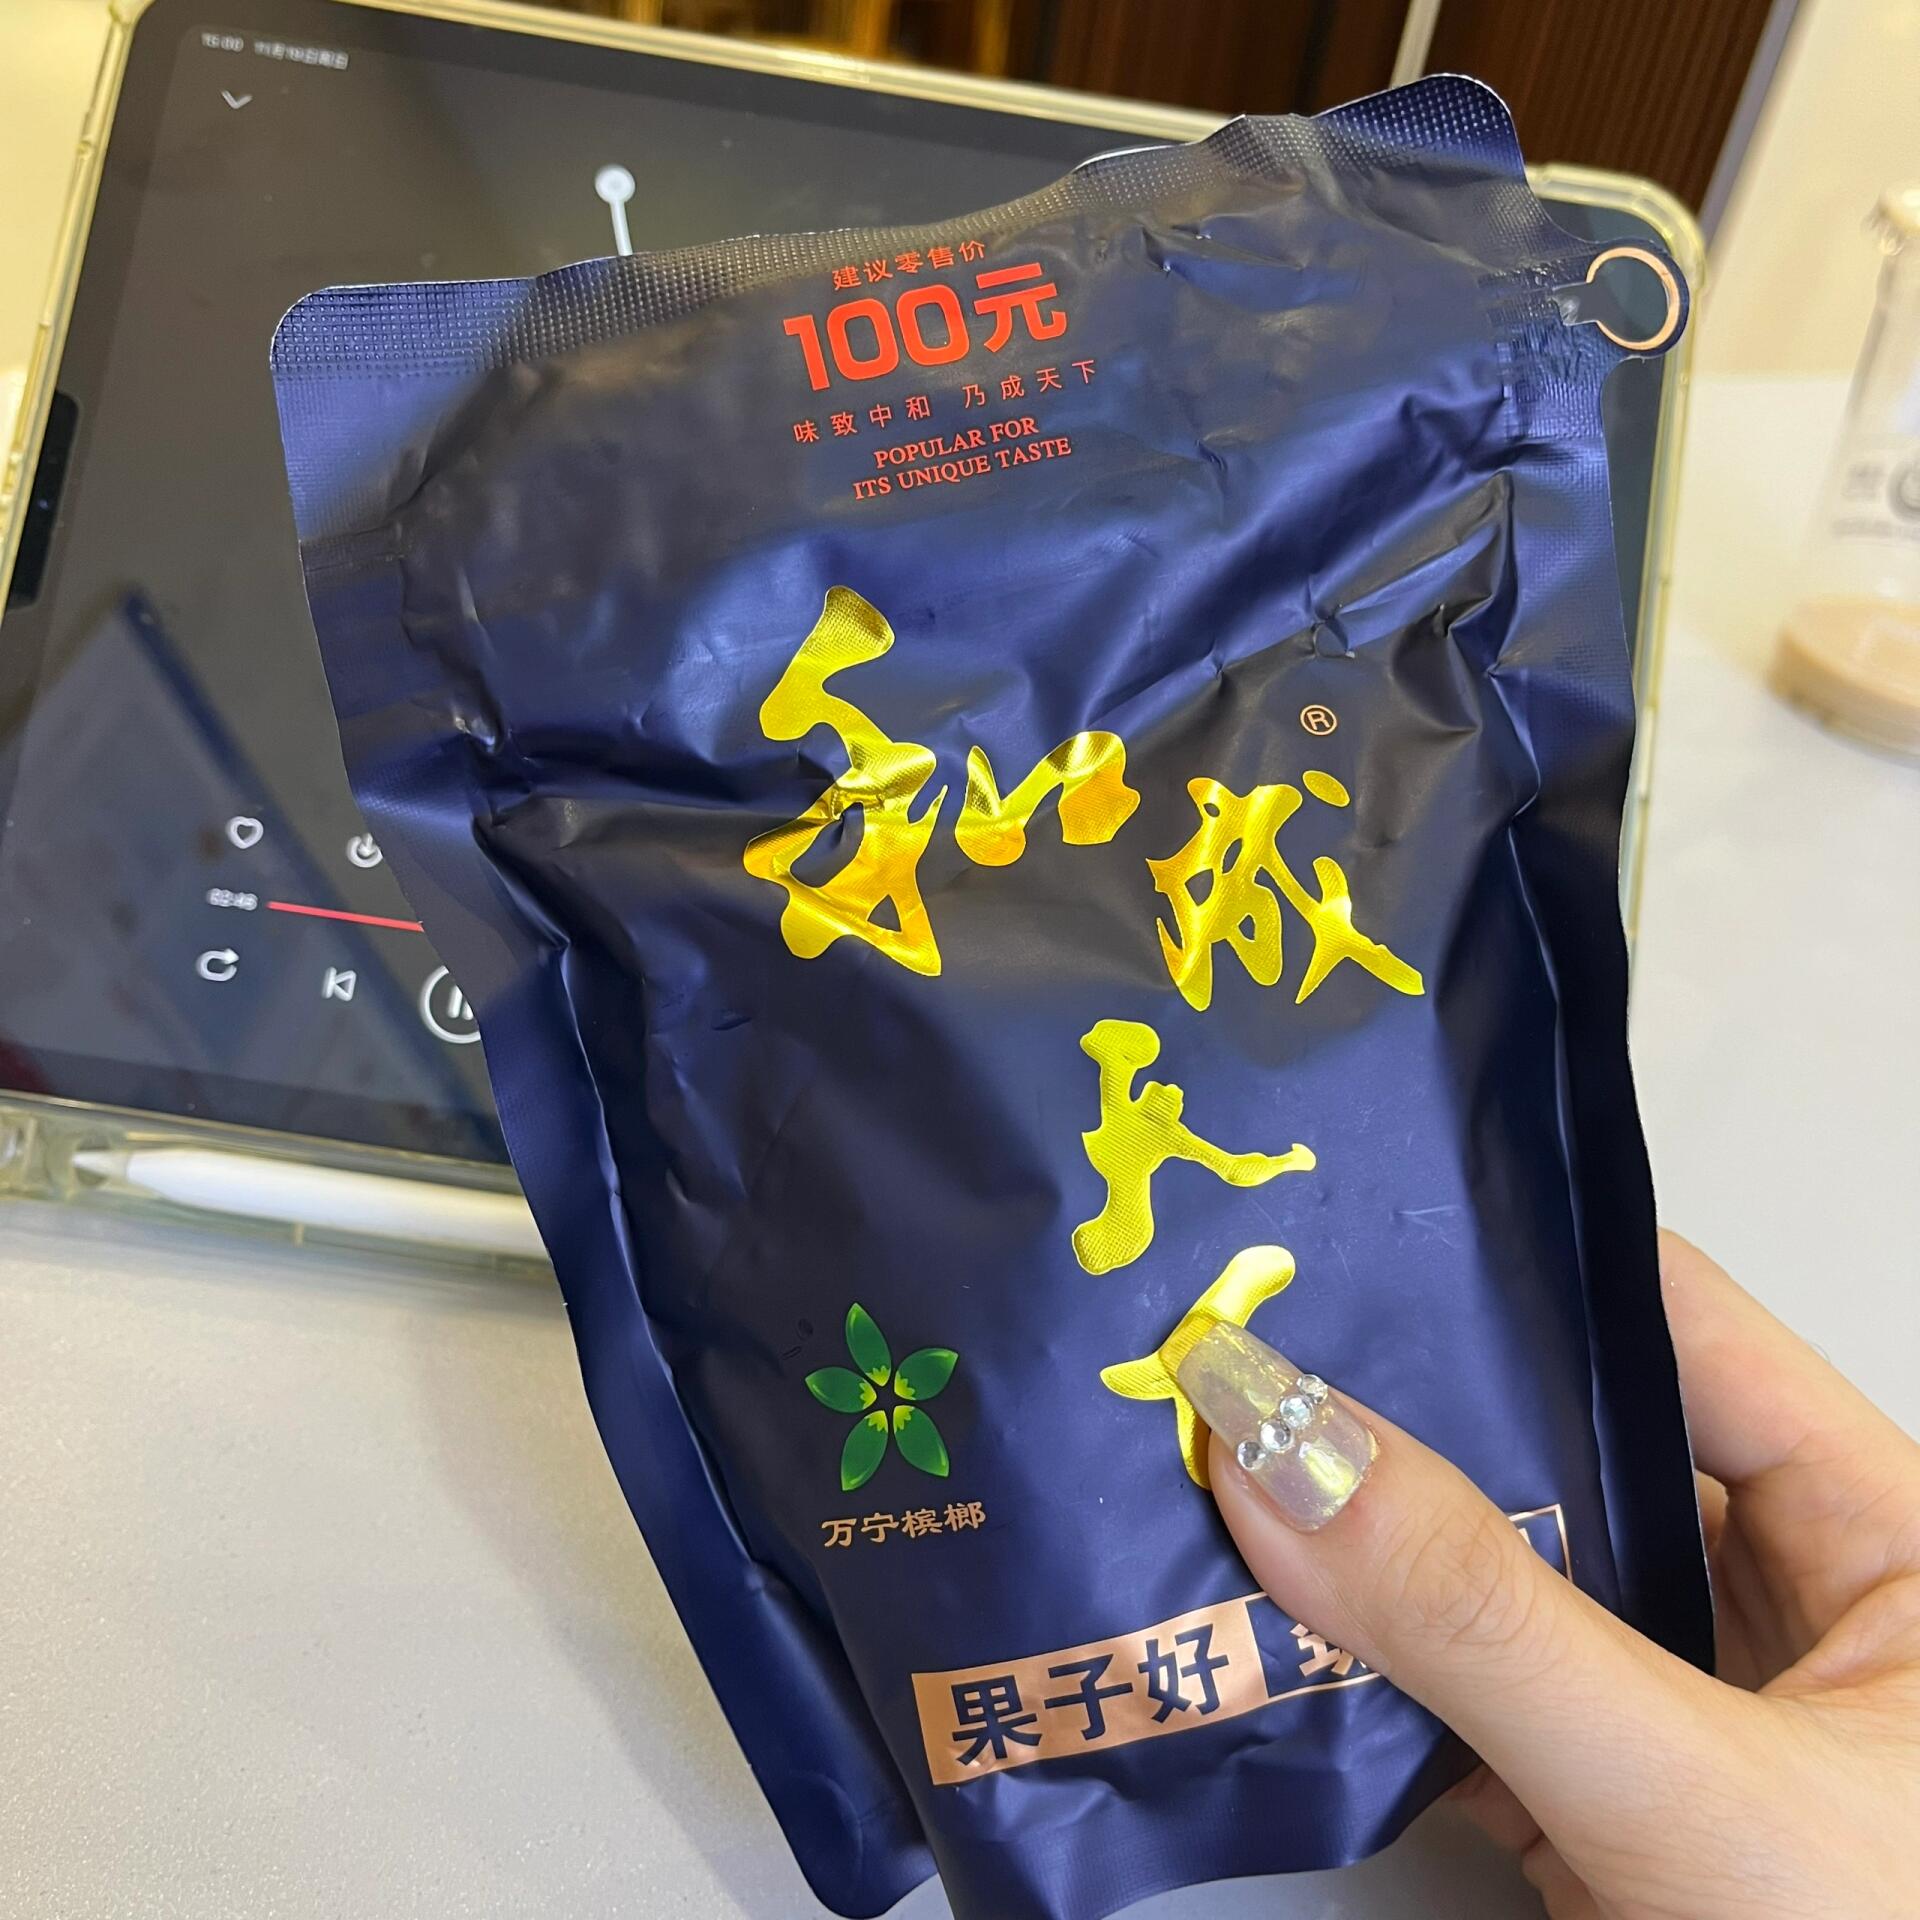 建议零售价
100元
味致中和 乃成天下
POPULAR FOR
ITS UNIQUE TASTE
和成
®
天
下
万宁槟榔
果子好